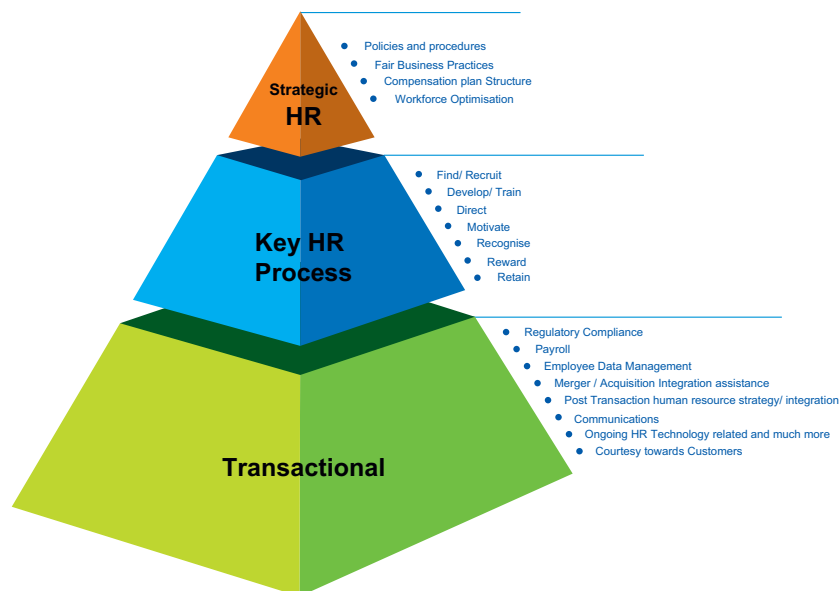 Strategic
HR
Policies and procedures
Fair Business Practices
Compensation plan Structure
Workforce Optimisation
Key HR
Process
Find/ Recruit
Develop/ Train
Direct
Motivate
Recognise
Reward
Retain
Transactional
Regulatory Compliance
Payroll
Employee Data Management
Merger / Acquisition Integration assistance
Post Transaction human resource strategy/ integration
Communications
Ongoing HR Technology related and much more
Courtesy towards Customers